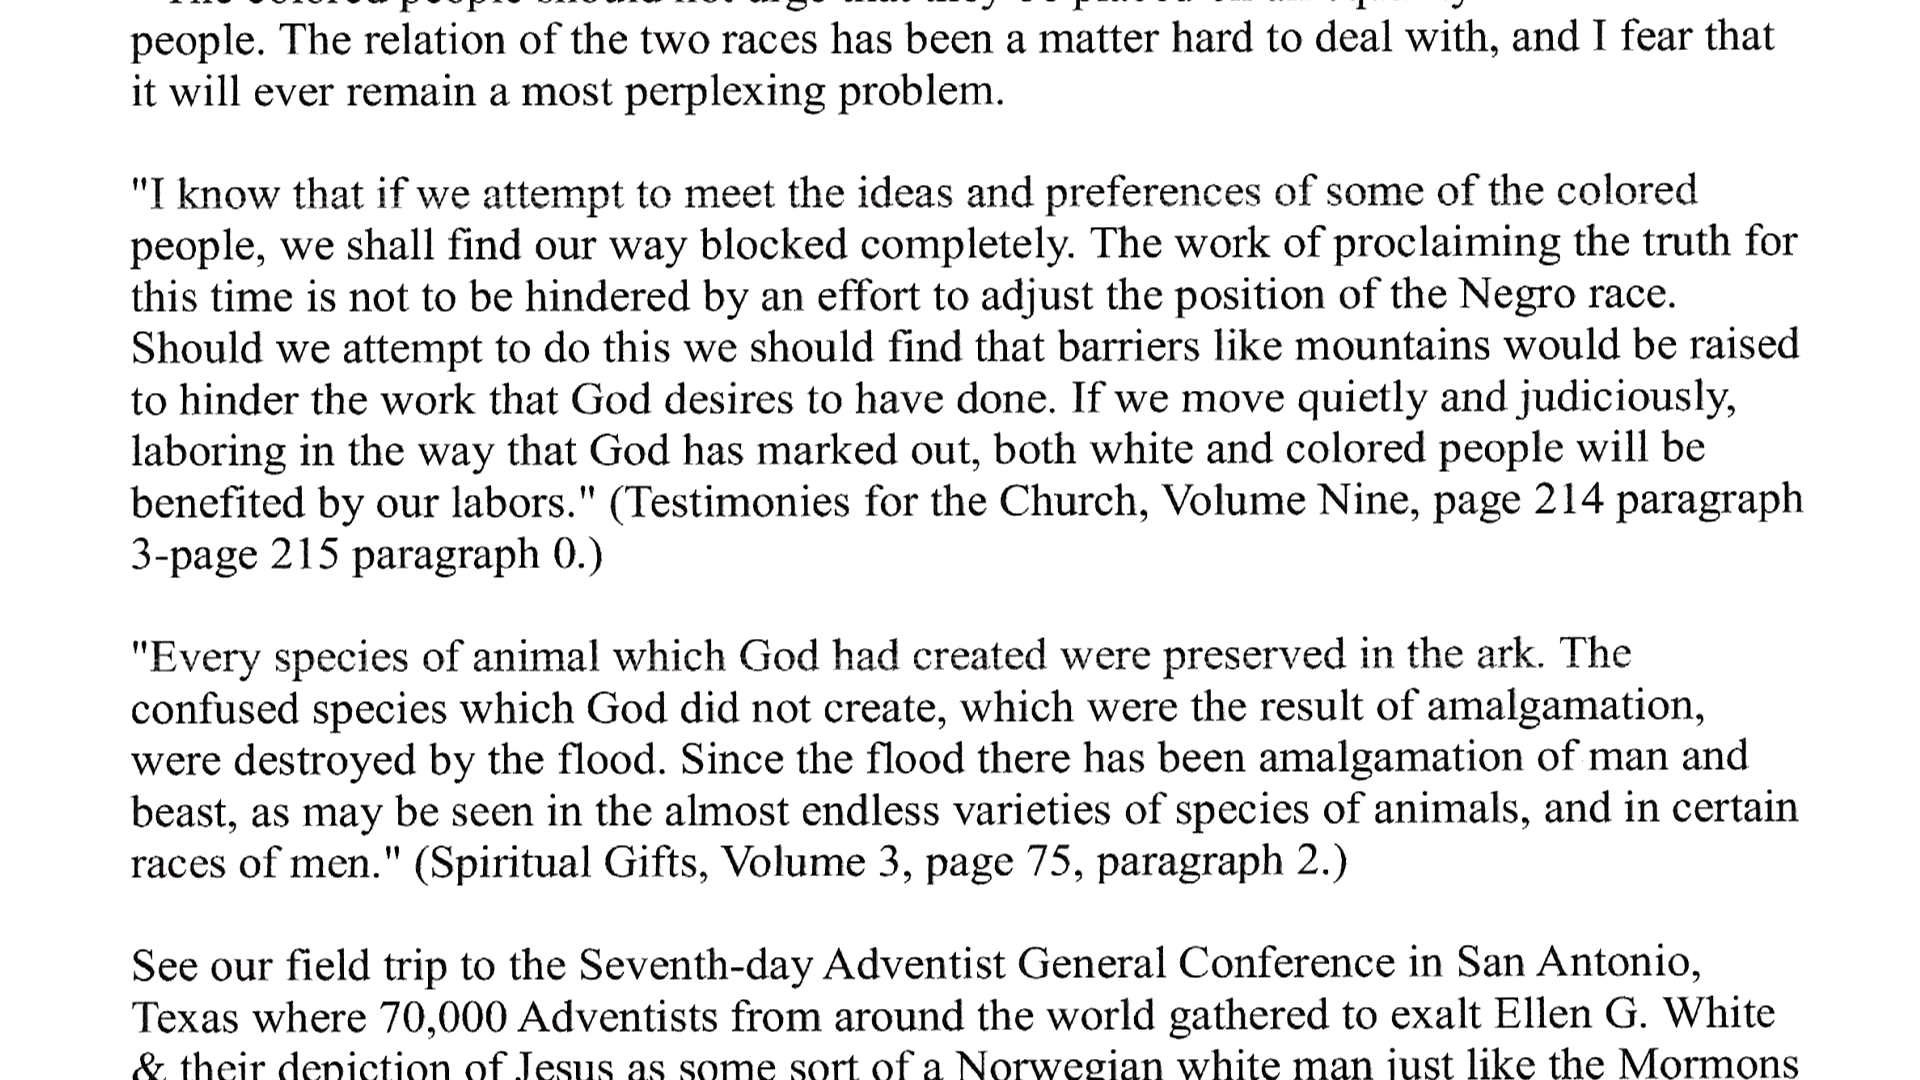 "The colored people should not urge that they be placed on an equality
people. The relation of the two races has been a matter hard to deal with, and I fear that
it will ever remain a most perplexing problem.
"I know that if we attempt to meet the ideas and preferences of some of the colored
people, we shall find our way blocked completely. The work of proclaiming the truth for
this time is not to be hindered by an effort to adjust the position of the Negro race.
Should we attempt to do this we should find that barriers like mountains would be raised
to hinder the work that God desires to have done. If we move quietly and judiciously,
laboring in the way that God has marked out, both white and colored people will be
benefited by our labors." (Testimonies for the Church, Volume Nine, page 214 paragraph
3-page 215 paragraph 0.)
"Every species of animal which God had created were preserved in the ark. The
confused species which God did not create, which were the result of amalgamation,
were destroyed by the flood. Since the flood there has been amalgamation of man and
beast, as may be seen in the almost endless varieties of species of animals, and in certain
races of men." (Spiritual Gifts, Volume 3, page 75, paragraph 2.)
See our field trip to the Seventh-day Adventist General Conference in San Antonio,
Texas where 70,000 Adventists from around the world gathered to exalt Ellen G. White
& their depiction of Jesus as some sort of a Norwegian white man just like the Mormons